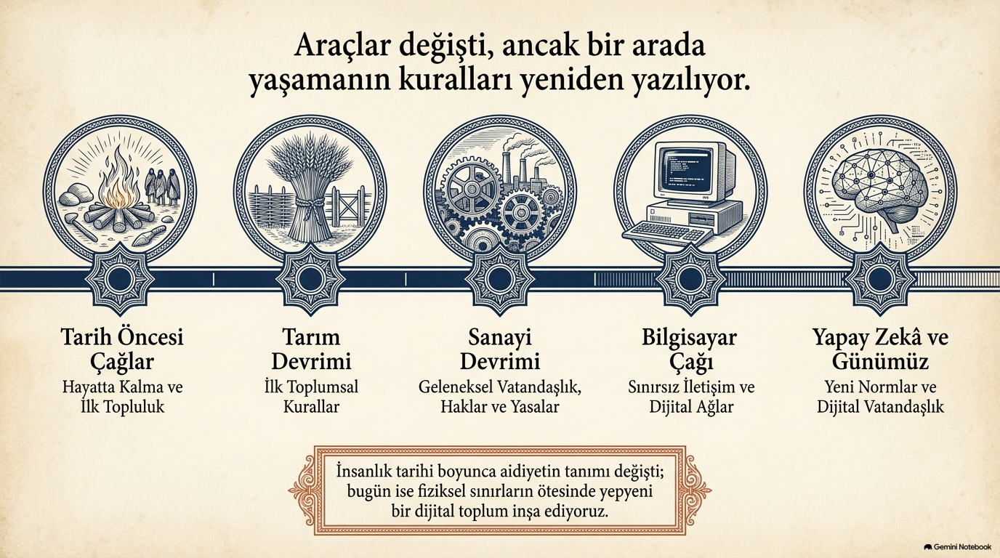 Araçlar değişti, ancak bir arada
yaşamanın kuralları yeniden yazılıyor.
Tarih Öncesi
Çağlar
Hayatta Kalma ve
İlk Topluluk
Tarım
Devrimi
İlk Toplumsal
Kurallar
Sanayi
Devrimi
Geleneksel Vatandaşlık,
Haklar ve Yasalar
Bilgisayar
Çağı
Sınırsız İletişim ve
Dijital Ağlar
Yapay Zekâ ve
Günümüz
Yeni Normlar ve
Dijital Vatandaşlık
İnsanlık tarihi boyunca aidiyetin tanımı değişti;
bugün ise fiziksel sınırların ötesinde yepyeni
bir dijital toplum inşa ediyoruz.
Gemini Notebook